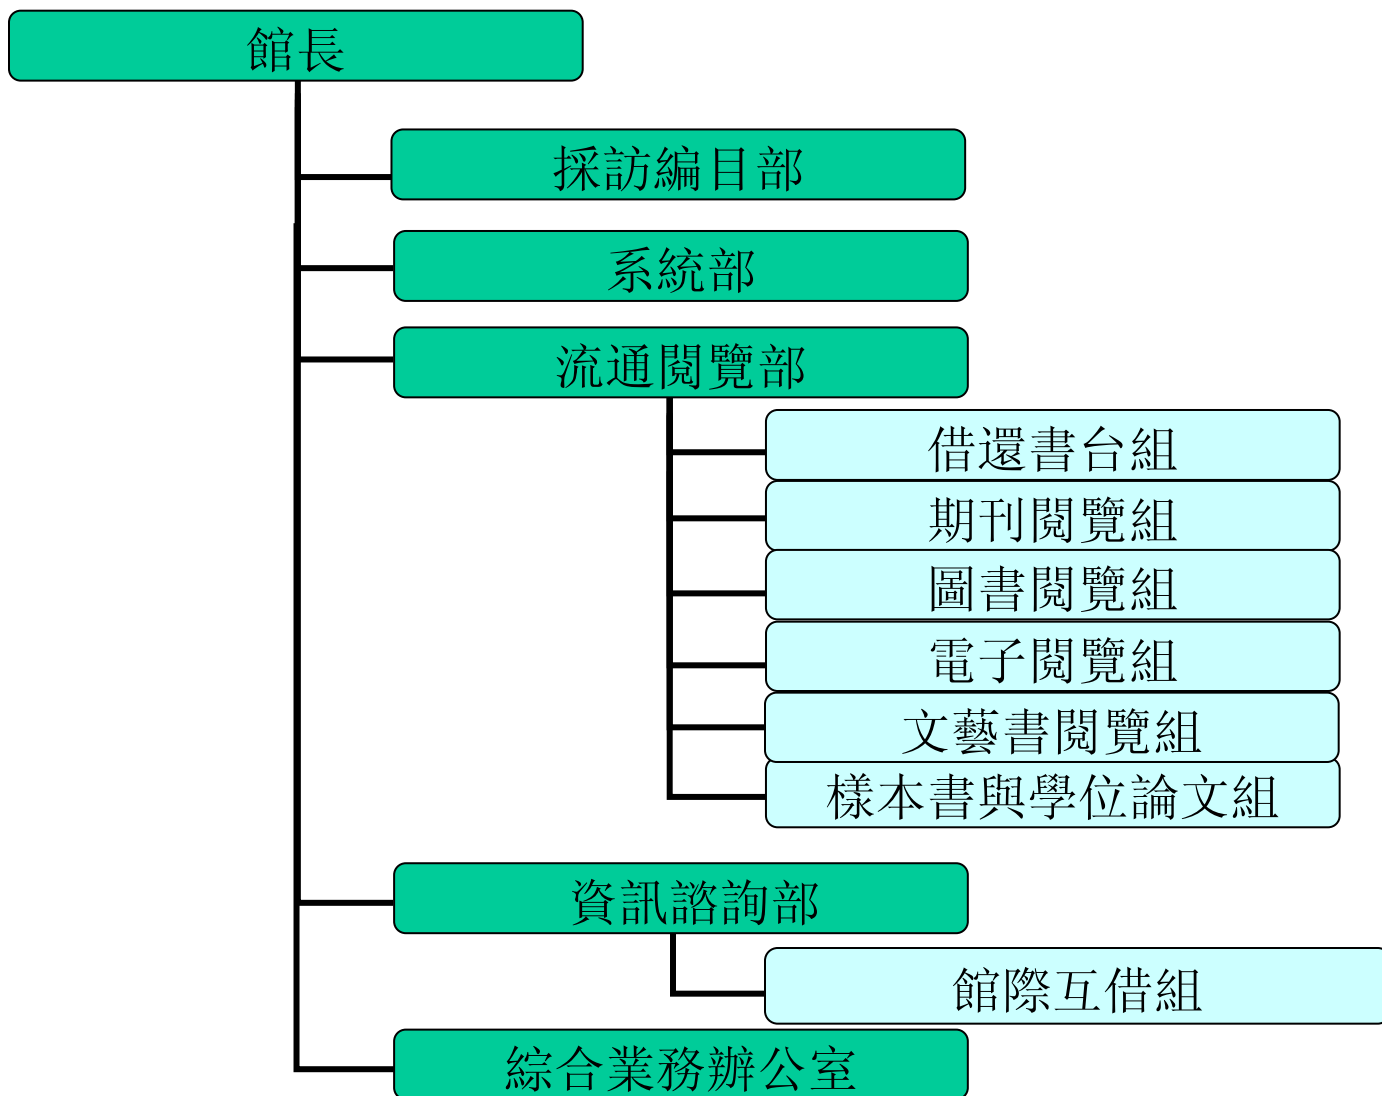 館長
採訪編目部
系統部
流通閱覽部
借還書台組
期刊閱覽組
圖書閱覽組
電子閱覽組
文藝書閱覽組
樣本書與學位論文組
資訊諮詢部
館際互借組
綜合業務辦公室